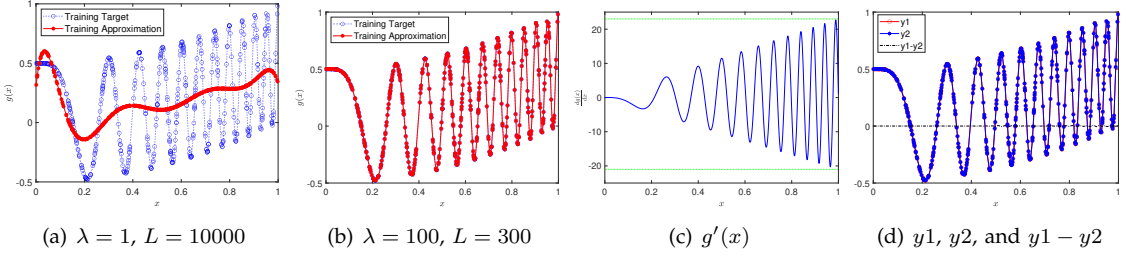 1
0.5
0
0.5
g(x)
Training Target
Training Approximation
0 0.2 0.4 0.6 0.8 1
x
(a) λ = 1, L = 10000
1
0.5
0
-0.5
g(x)
Training Target
Training Approximation
0 0.2 0.4 0.6 0.8 1
x
(b) λ = 100, L = 300
20
10
0
-10
-20
dg(x)
dx
0 0.2 0.4 0.6 0.8 1
x
(c) g′(x)
1
0.5
0
-0.5
y1
y2
y1-y2
0 0.2 0.4 0.6 0.8 1
x
(d) y1, y2, and y1 − y2